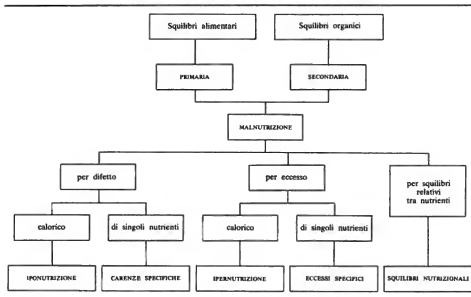 Squilibri alimentari
Squilibri organici
PRIMARIA
SECONDARIA
MALNUTRIZIONE
per difetto
per eccesso
per squilibri
relativi
tra nutrienti
calorico
di singoli nutrienti
calorico
di singoli nutrienti
IPONUTRIZIONE
CARENZE SPECIFICHE
IPERNUTRIZIONE
ECCESSI SPECIFICI
SQUILIBRI NUTRIZIONALI